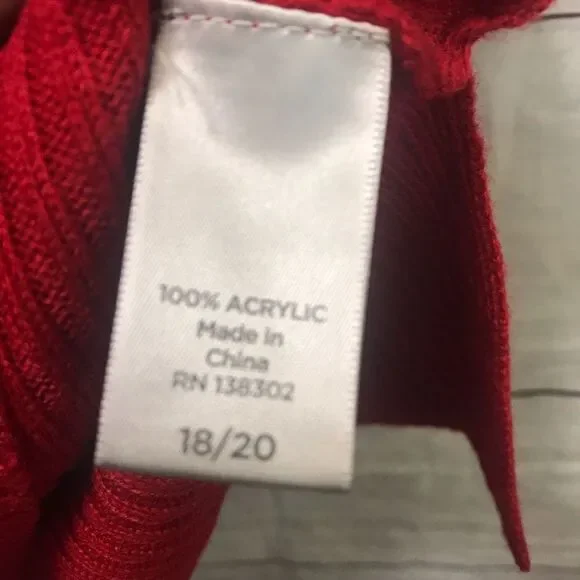 100% ACRYLIC
Made in
China
RN 138302
18/20